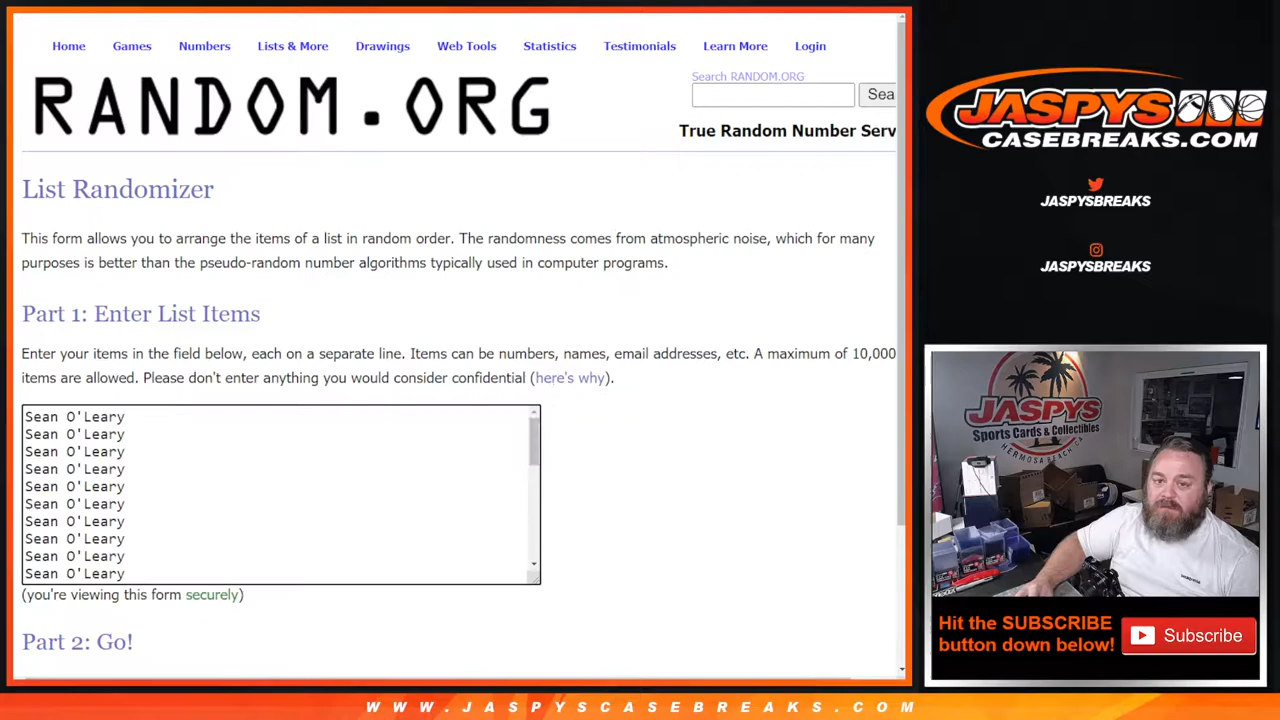 Home Games Numbers Lists & More Drawings Web Tools Statistics Testimonials Learn More Login
RANDOM.ORG
Search RANDOM.ORG
Sea
True Random Number Serv
List Randomizer
This form allows you to arrange the items of a list in random order. The randomness comes from atmospheric noise, which for many
purposes is better than the pseudo-random number algorithms typically used in computer programs.
Part 1: Enter List Items
Enter your items in the field below, each on a separate line. Items can be numbers, names, email addresses, etc. A maximum of 10,000
items are allowed. Please don't enter anything you would consider confidential (here's why).
Sean O'Leary
Sean O'Leary
Sean O'Leary
Sean O'Leary
Sean O'Leary
Sean O'Leary
Sean O'Leary
Sean O'Leary
Sean O'Leary
Sean O'Leary
(you're viewing this form securely)
Part 2: Go!
JASPYS
CASEBREAKS.COM
JASPYSBREAKS
JASPYSBREAKS
JASPYS
Sports Cards & Collectibles
HERMOSA BEACH, CA
Hit the SUBSCRIBE
button down below!
Subscribe
WWW.JASPYSCASEBREAKS.COM